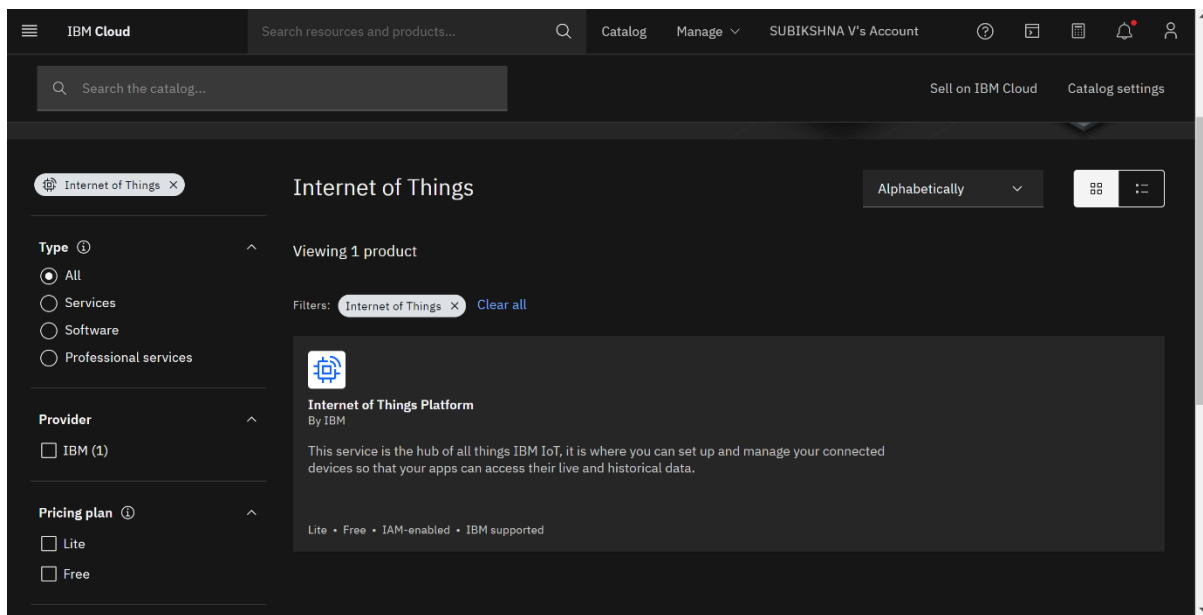 IBM Cloud
Search resources and products...
Catalog
Manage
SUBIKSHNA V's Account
Search the catalog...
Sell on IBM Cloud
Catalog settings
Internet of Things
Type
All
Services
Software
Professional services
Provider
IBM (1)
Pricing plan
Lite
Free
Internet of Things
Alphabetically
Viewing 1 product
Filters:
Internet of Things
Clear all
Internet of Things Platform
By IBM
This service is the hub of all things IBM IoT, it is where you can set up and manage your connected
devices so that your apps can access their live and historical data.
Lite • Free • IAM-enabled • IBM supported